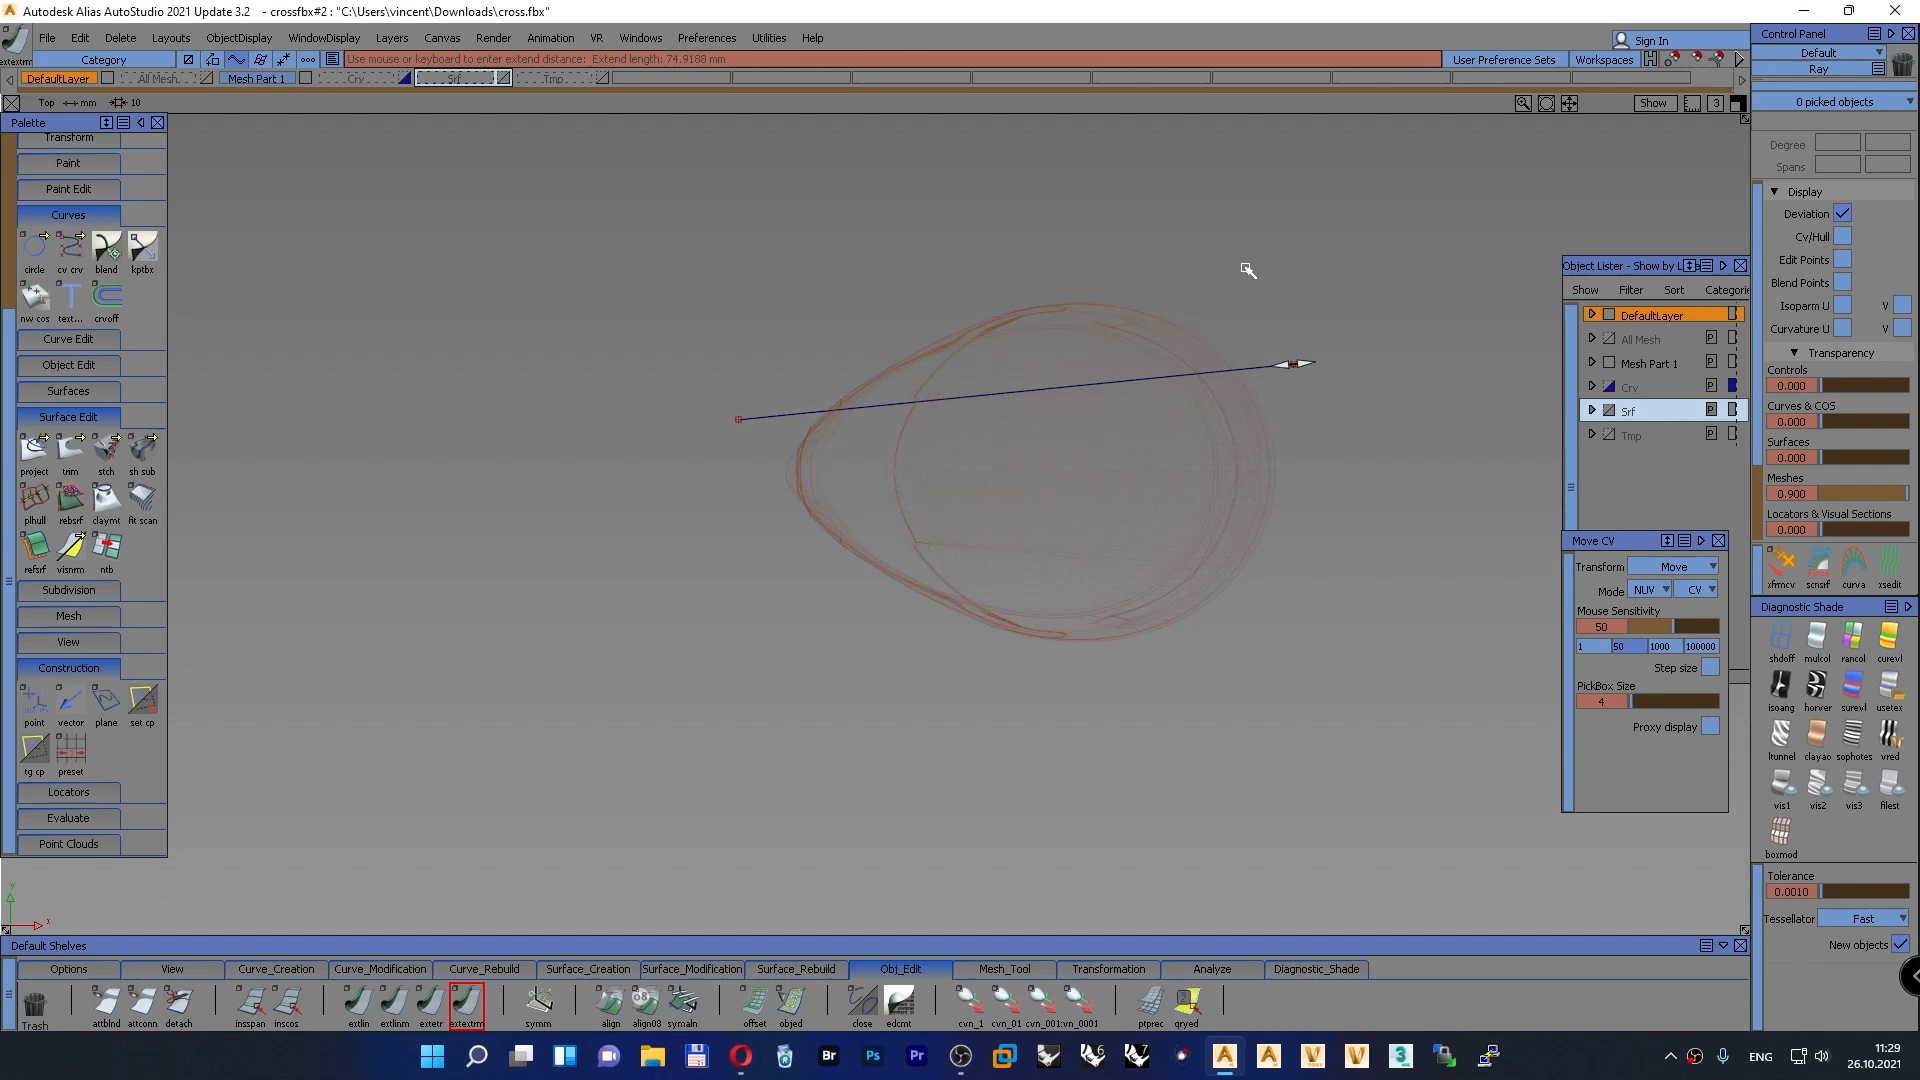 Autodesk Alias AutoStudio 2021 Update 3.2 - crossfbx#2 : "C:\Users\vincent\Downloads\cross.fbx"
File Edit Delete Layouts ObjectDisplay WindowDisplay Layers Canvas Render Animation VR Windows Preferences Utilities Help
Sign In
Control Panel
Default
Ray
extextrm
Category
Use mouse or keyboard to enter extend distance: Extend length: 74.9188 mm
User Preference Sets
Workspaces
DefaultLayer All Mesh Mesh Part 1 Crv Srf Tmp
Top mm 10
Show
3
0 picked objects
Palette
Transform
Paint
Paint Edit
Curves
circle cv crv blend kptbx
nw cos text... crvoff
Curve Edit
Object Edit
Surfaces
Surface Edit
project trim stch sh sub
plhull rebsrf claymt fit scan
refsrf visnrm ntb
Subdivision
Mesh
View
Construction
point vector plane set cp
tg cp preset
Locators
Evaluate
Point Clouds
Degree
Spans
Display
Deviation
Cv/Hull
Edit Points
Blend Points
Isoparm U V
Curvature U V
Transparency
Controls
0.000
Curves & COS
0.000
Surfaces
0.000
Meshes
0.900
Locators & Visual Sections
0.000
xfrmcv scnsrf curva xsedit
Object Lister - Show by
Show Filter Sort Categorie
DefaultLayer
All Mesh P
Mesh Part 1 P
Crv P
Srf P
Tmp P
Move CV
Transform Move
Mode NUV CV
Mouse Sensitivity
50
1 50 1000 100000
Step size
PickBox Size
4
Proxy display
Diagnostic Shade
shdoff mulcol rancol curevl
isoang horver surevl usetex
ltunnel clayao sophotes vred
vis1 vis2 vis3 filest
boxmod
Tolerance
0.0010
Tessellator Fast
New objects
y
x
Default Shelves
Options View Curve_Creation Curve_Modification Curve_Rebuild Surface_Creation Surface_Modification Surface_Rebuild Obj_Edit Mesh_Tool Transformation Analyze Diagnostic_Shade
Trash attblnd attconn detach insspan inscos extlin extlinm extetr extextrm symm align align08 symaln offset objed close edcmt cvn_1 cvn_01 cvn_001 vn_0001 ptprec qryed
Br Ps Pr
6 7
3
ENG
11:29
26.10.2021